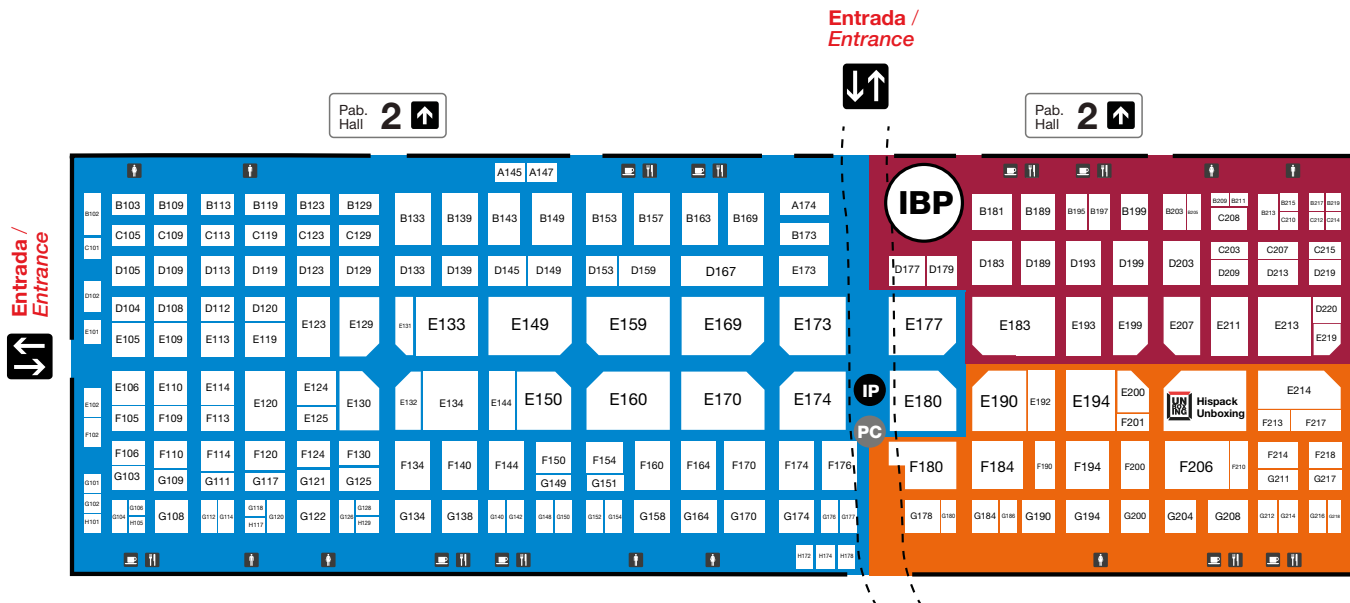 Entrada /
Entrance
Pab.
Hall 2
Pab.
Hall 2
Entrada /
Entrance
A145 A147
IBP
B102 B103 B109 B113 B119 B123 B129 B133 B139 B143 B149 B153 B157 B163 B169 A174 B181 B189 B195 B197 B199 B203 B205 B209 B211 B213 B215 B217 B219
C101 C105 C109 C113 C119 C123 C129 B173 C208 C210 C212 C214
D105 D109 D113 D119 D123 D129 D133 D139 D145 D149 D153 D159 D167 E173 D177 D179 D183 D189 D193 D199 D203 C203 C207 C215
D209 D213 D219
D102 D104 D108 D112 D120 E123 E129 E131 E133 E149 E159 E169 E173 E177 E183 E193 E199 E207 E211 E213 D220
E101 E105 E109 E113 E119 E219
E102 E106 E110 E114 E120 E124 E130 E132 E134 E144 E150 E160 E170 E174 IP E180 E190 E192 E194 E200 UN
BOX
ING Hispack
Unboxing E214
F102 F105 F109 F113 E125 PC F201 F213 F217
F106 F110 F114 F120 F124 F130 F134 F140 F144 F150 F154 F160 F164 F170 F174 F176 F180 F184 F190 F194 F200 F206 F210 F214 F218
G101 G103 G109 G111 G117 G121 G125 G149 G151 G211 G217
G102 G104 G106 G108 G112 G114 G118 G120 G122 G126 G128 G134 G138 G140 G142 G148 G150 G152 G154 G158 G164 G170 G174 G176 G177 G178 G180 G184 G186 G190 G194 G200 G204 G208 G212 G214 G216 G218
H101 H105 H117 H129
H172 H174 H178